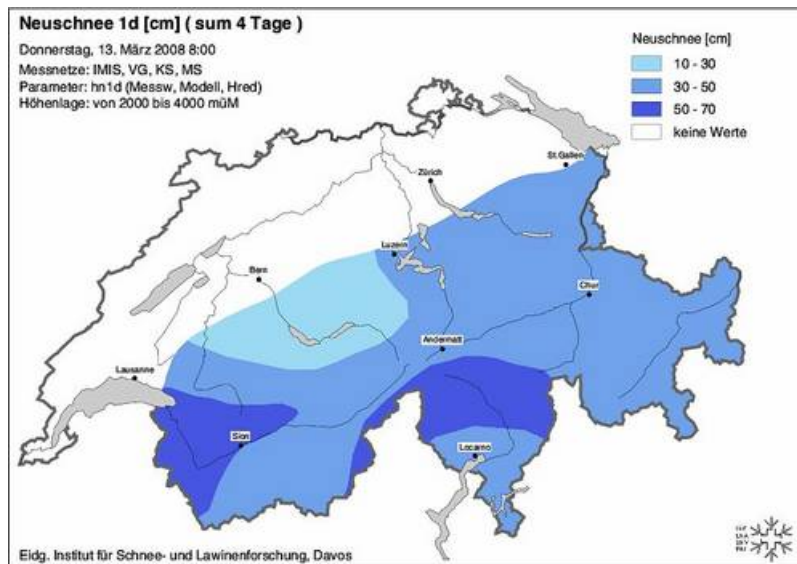 Neuschnee 1d [cm] ( sum 4 Tage )
Donnerstag, 13. März 2008 8:00
Messnetze: IMIS, VG, KS, MS
Parameter: hn1d (Messw, Modell, Hred)
Höhenlage: von 2000 bis 4000 müM
Neuschnee [cm]
10 - 30
30 - 50
50 - 70
keine Werte
St.Gallen
Zürich
Luzern
Bern
Chur
Andermatt
Lausanne
Sion
Locarno
Eidg. Institut für Schnee- und Lawinenforschung, Davos